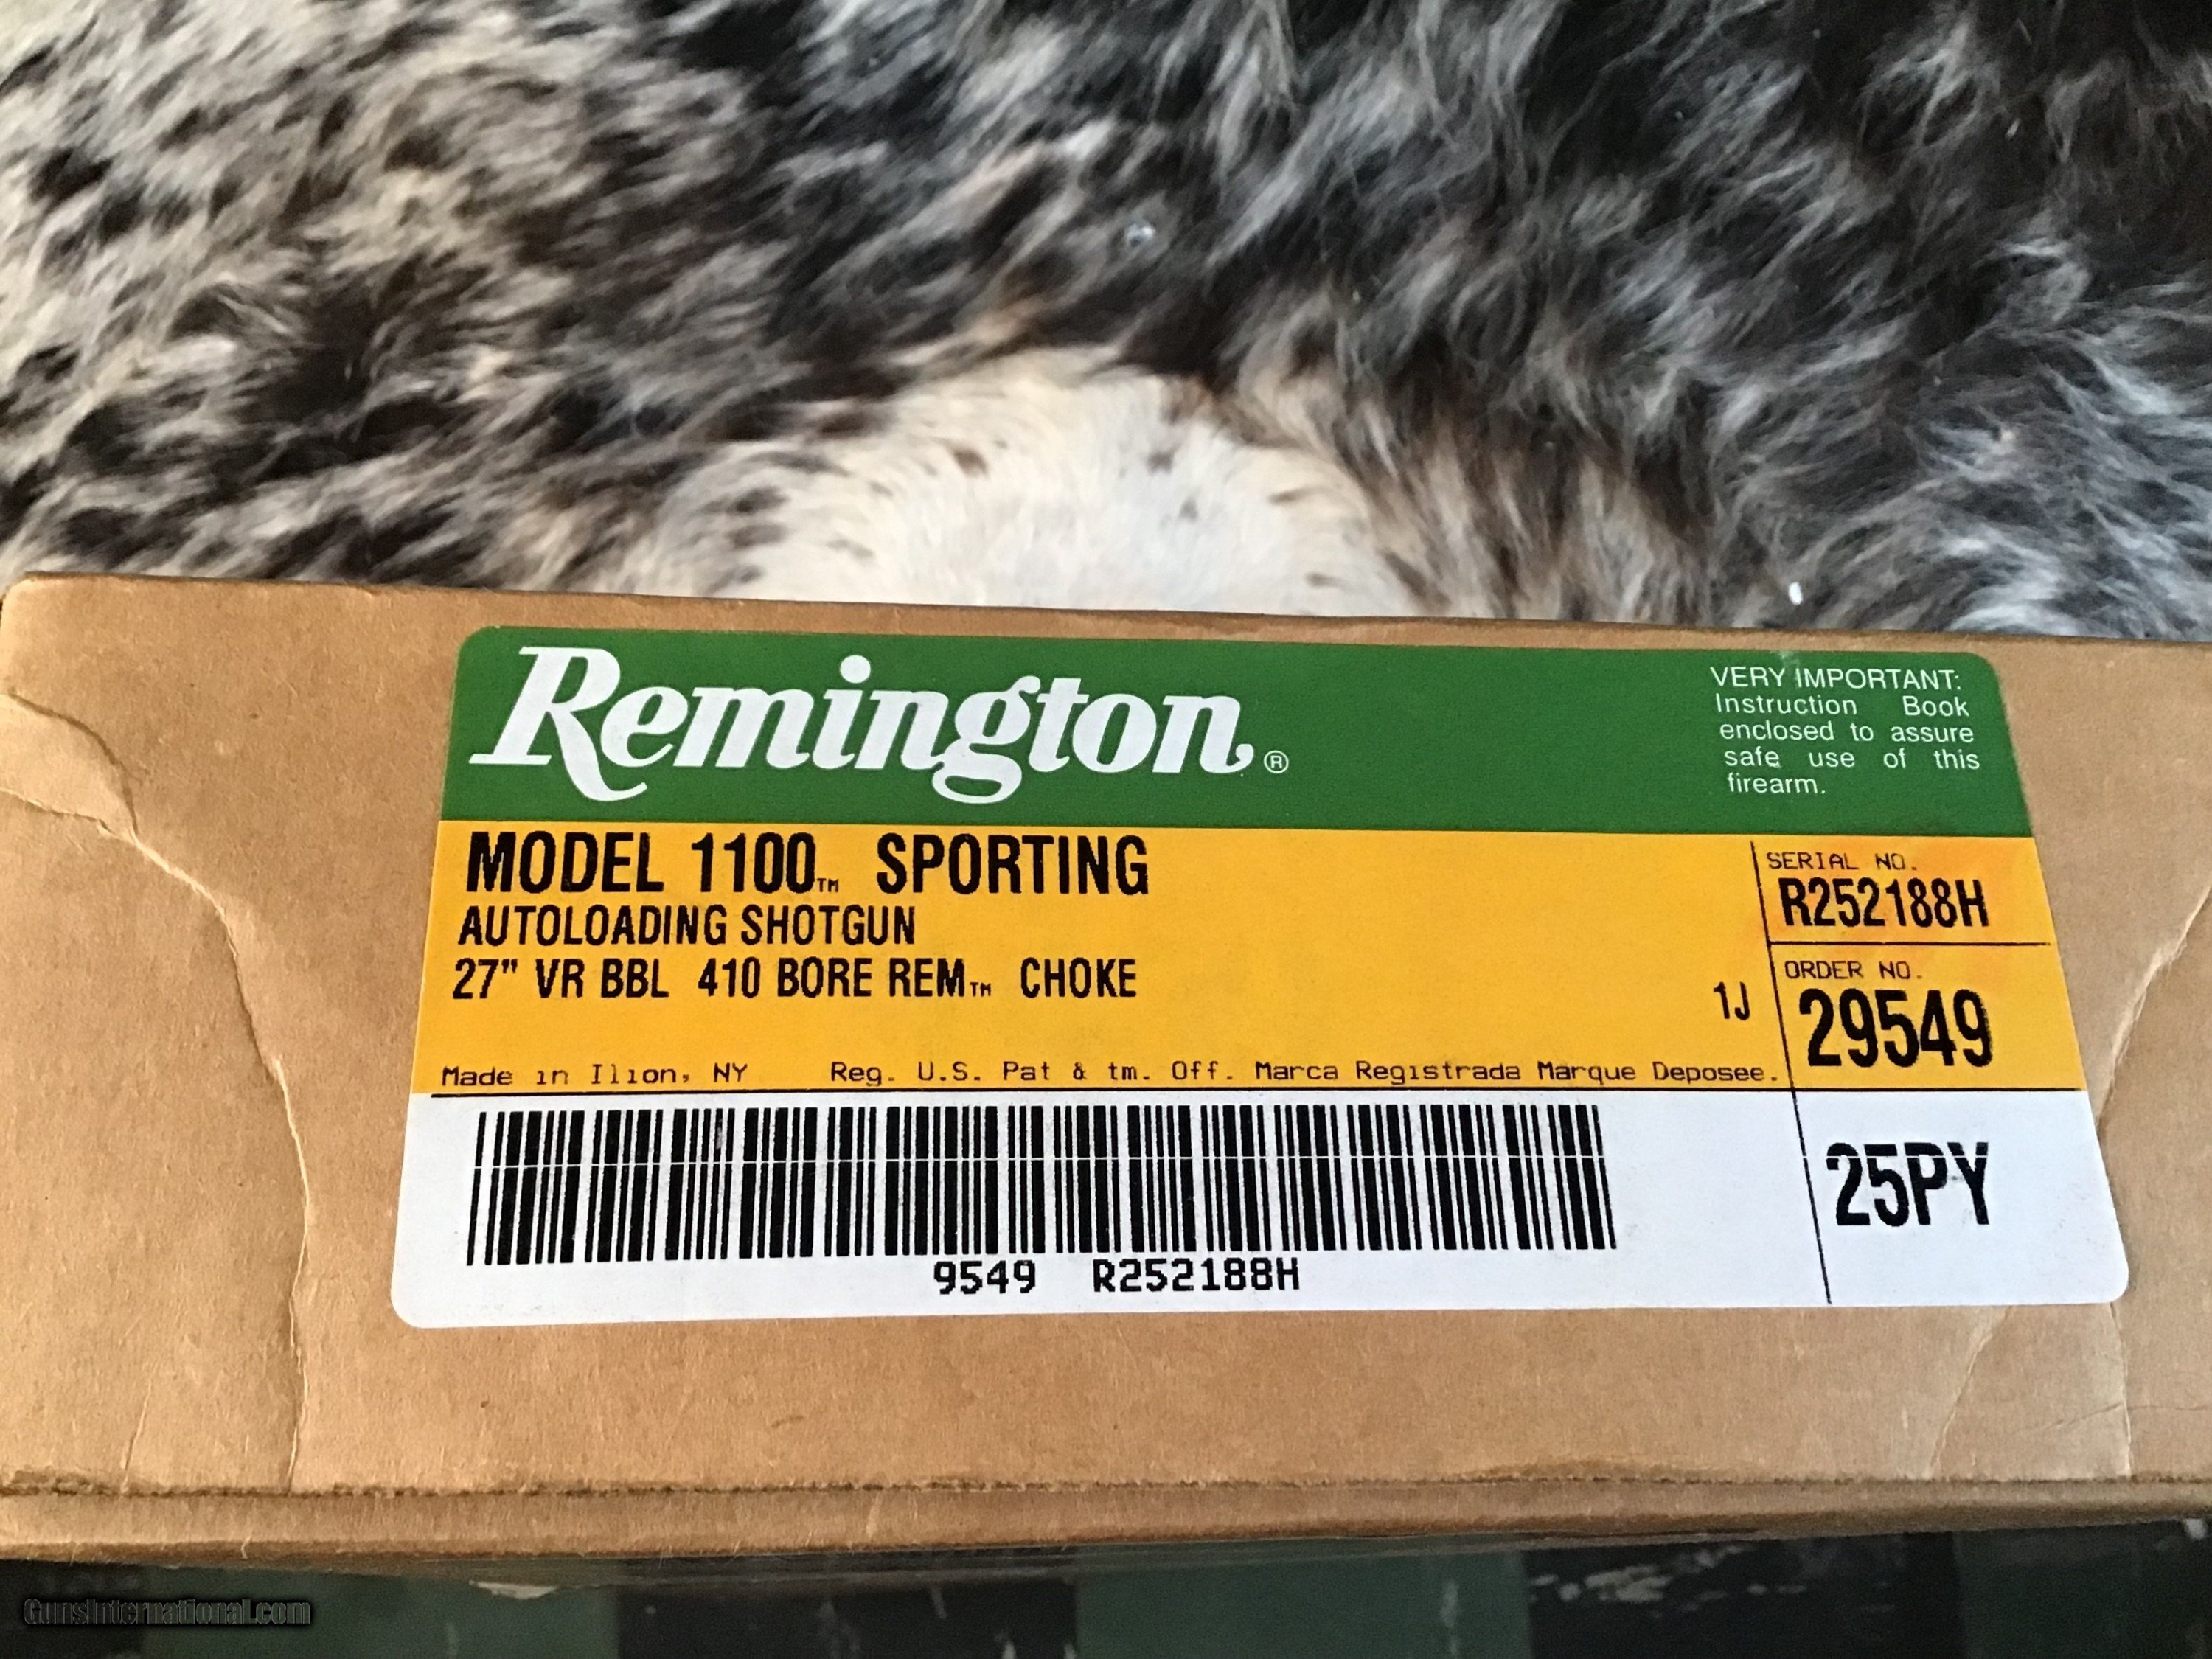 Remington®
VERY IMPORTANT:
Instruction Book
enclosed to assure
safe use of this
firearm.
MODEL 1100™ SPORTING
AUTOLOADING SHOTGUN
27" VR BBL 410 BORE REM™ CHOKE
1J
SERIAL NO.
R252188H
ORDER NO.
29549
Made in Ilion, NY Reg. U.S. Pat & tm. Off. Marca Registrada Marque Deposee.
25PY
9549 R252188H
GunsInternational.com